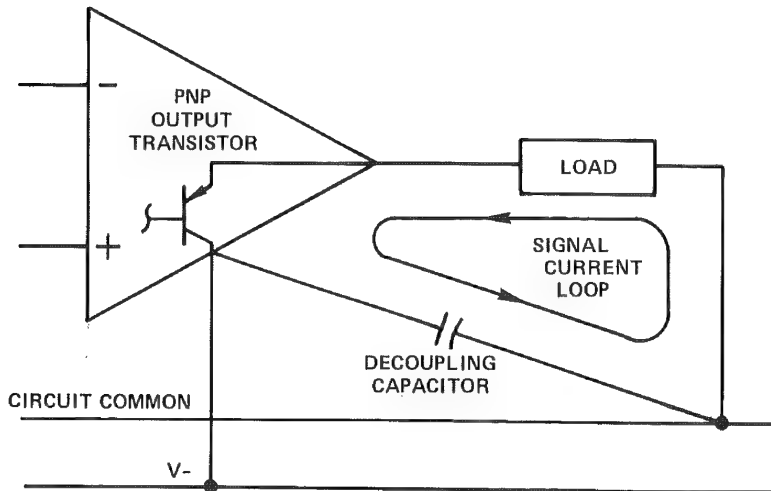 -
PNP
OUTPUT
TRANSISTOR
LOAD
+
SIGNAL
CURRENT
LOOP
DECOUPLING
CAPACITOR
CIRCUIT COMMON
V-